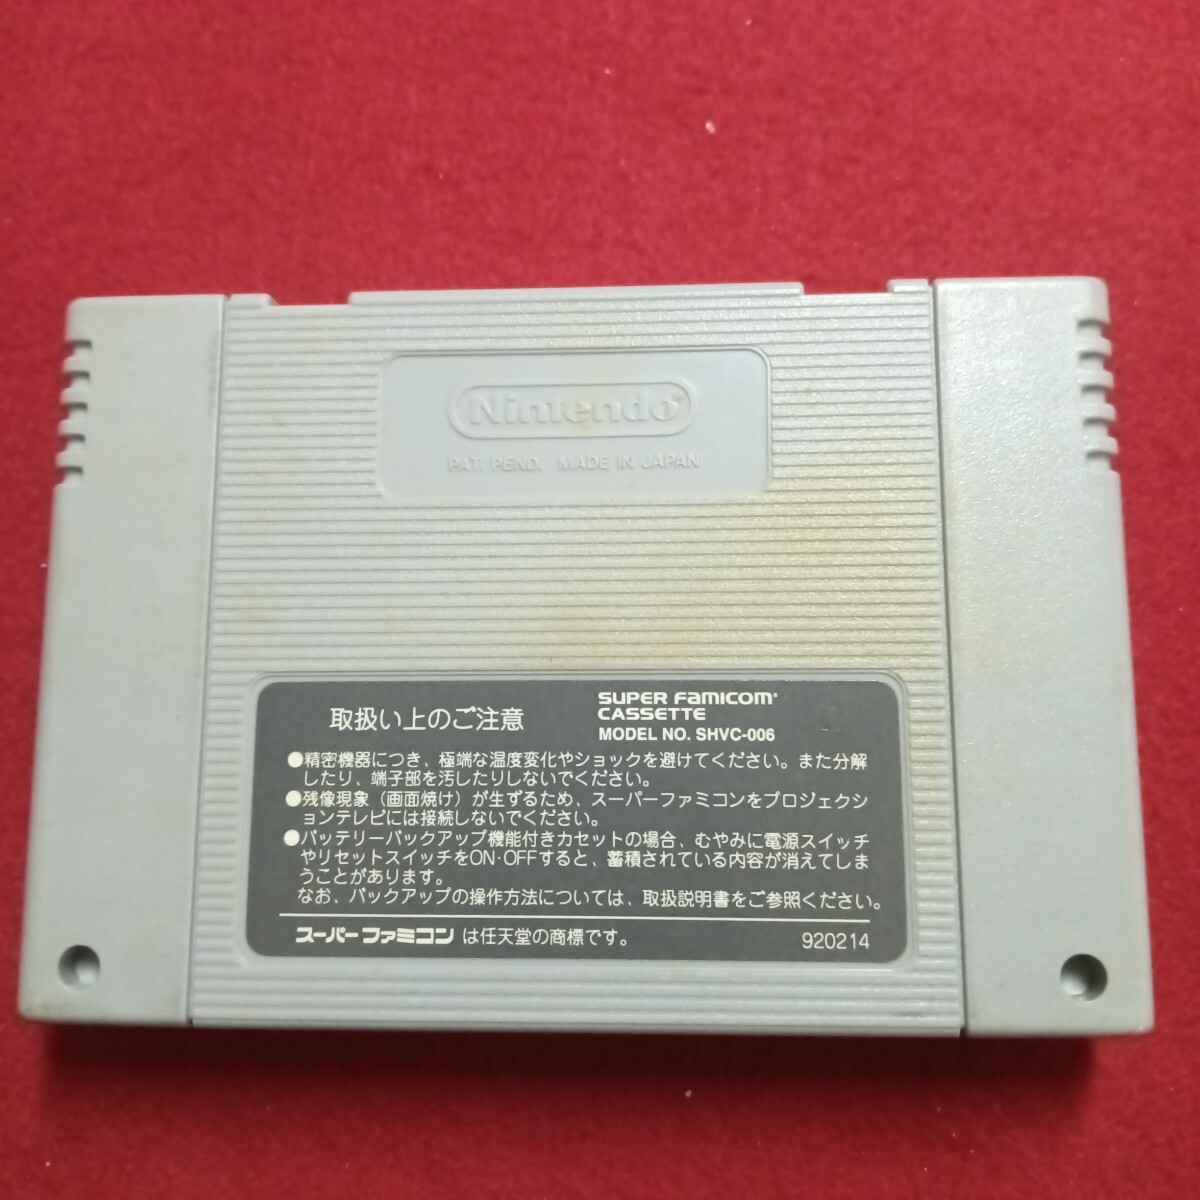 Nintendo
PAT. PEND. MADE IN JAPAN
取扱い上のご注意
SUPER FAMICOM
CASSETTE
MODEL NO. SHVC-006
●精密機器につき、極端な温度変化やショックを避けてください。また分解
したり、端子部を汚したりしないでください。
●残像現象（画面焼け）が生ずるため、スーパーファミコンをプロジェクショ
ンテレビには接続しないでください。
●バッテリーバックアップ機能付きカセットの場合、むやみに電源スイッチ
やリセットスイッチをON・OFFすると、蓄積されている内容が消えてしま
うことがあります。
なお、バックアップの操作方法については、取扱説明書をご参照ください。
スーパーファミコンは任天堂の商標です。
920214